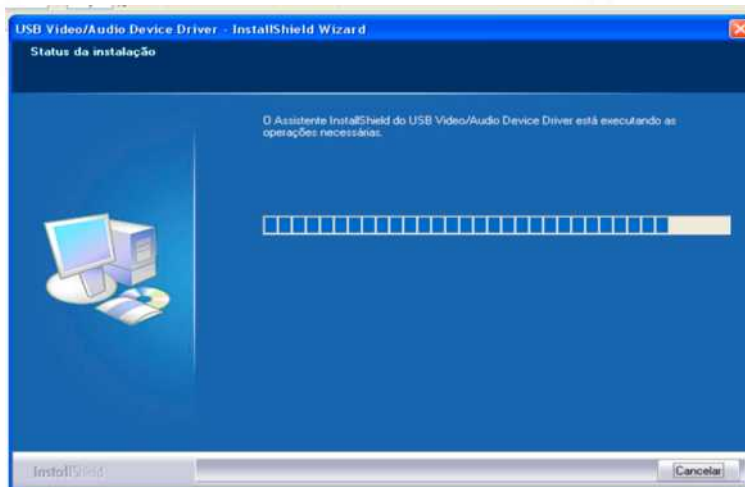 USB Video/Audio Device Driver - InstallShield Wizard
Status da instalação
O Assistente InstallShield do USB Video/Audio Device Driver está executando as
operações necessárias.
InstallShield
Cancelar